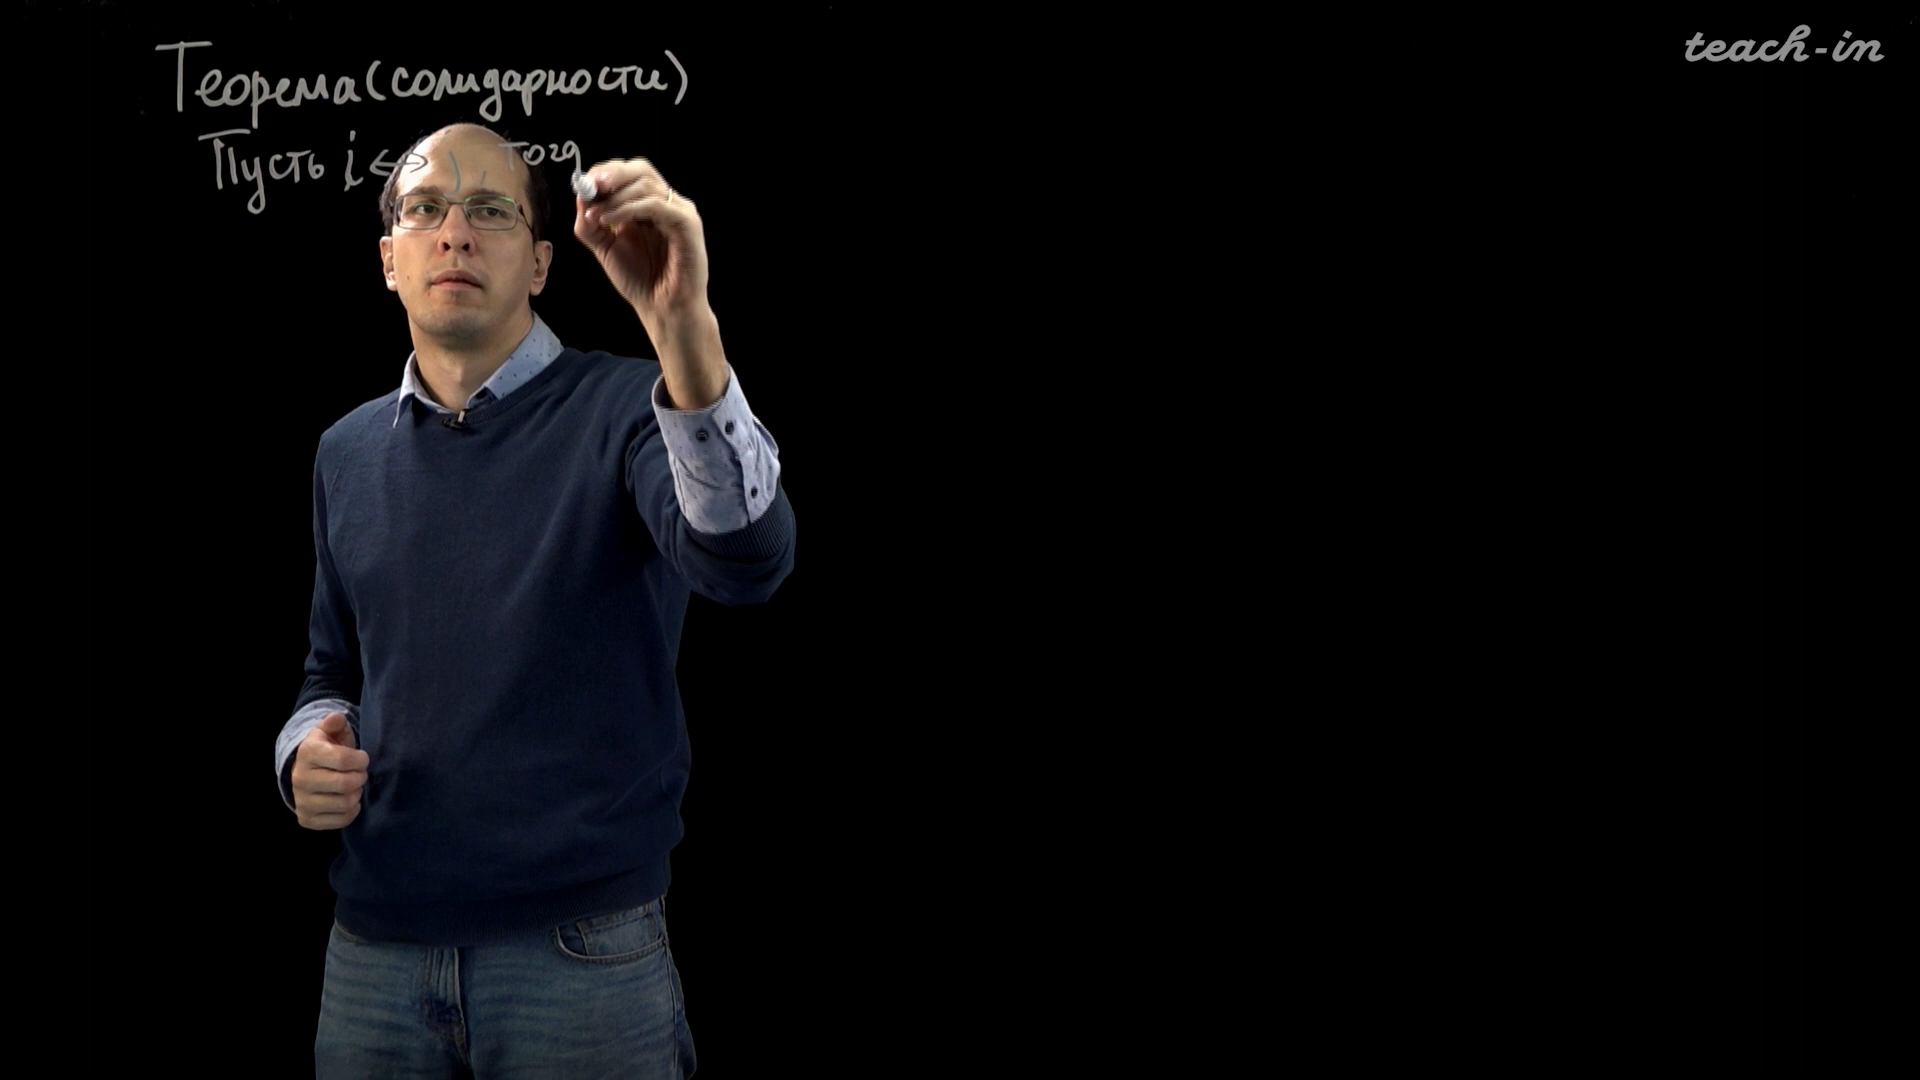 teach-in
Теорема (солидарности)
Пусть i ↔ j, тогд